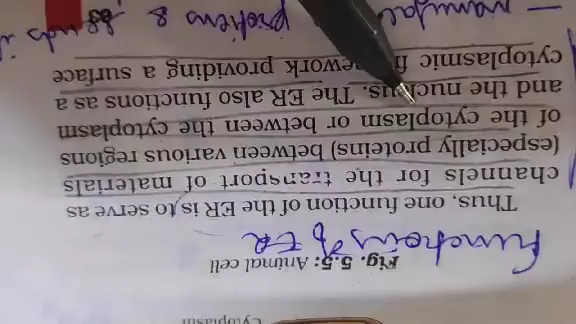 Cytoplasm
Fig. 5.5: Animal cell
Functions of ER
Thus, one function of the ER is to serve as
channels for the transport of materials
(especially proteins) between various regions
of the cytoplasm or between the cytoplasm
and the nucleus. The ER also functions as a
cytoplasmic framework providing a surface
proteins &